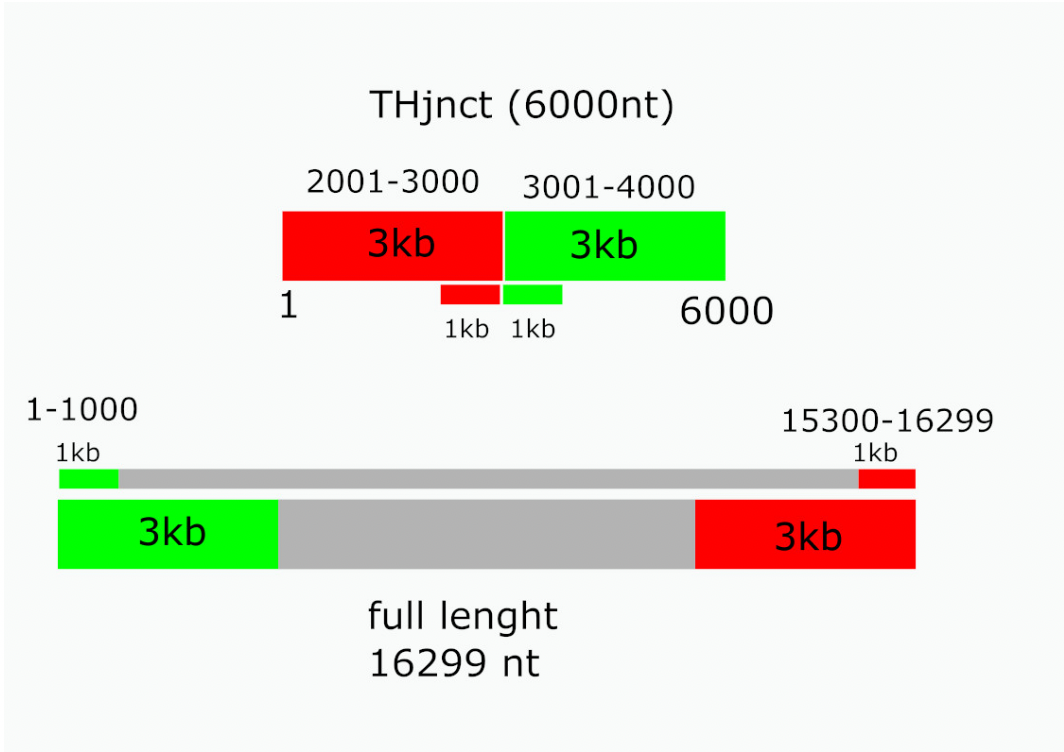 THjnct (6000nt)
2001-3000 3001-4000
3kb 3kb
1 6000
1kb 1kb
1-1000 15300-16299
1kb 1kb
3kb 3kb
full lenght
16299 nt